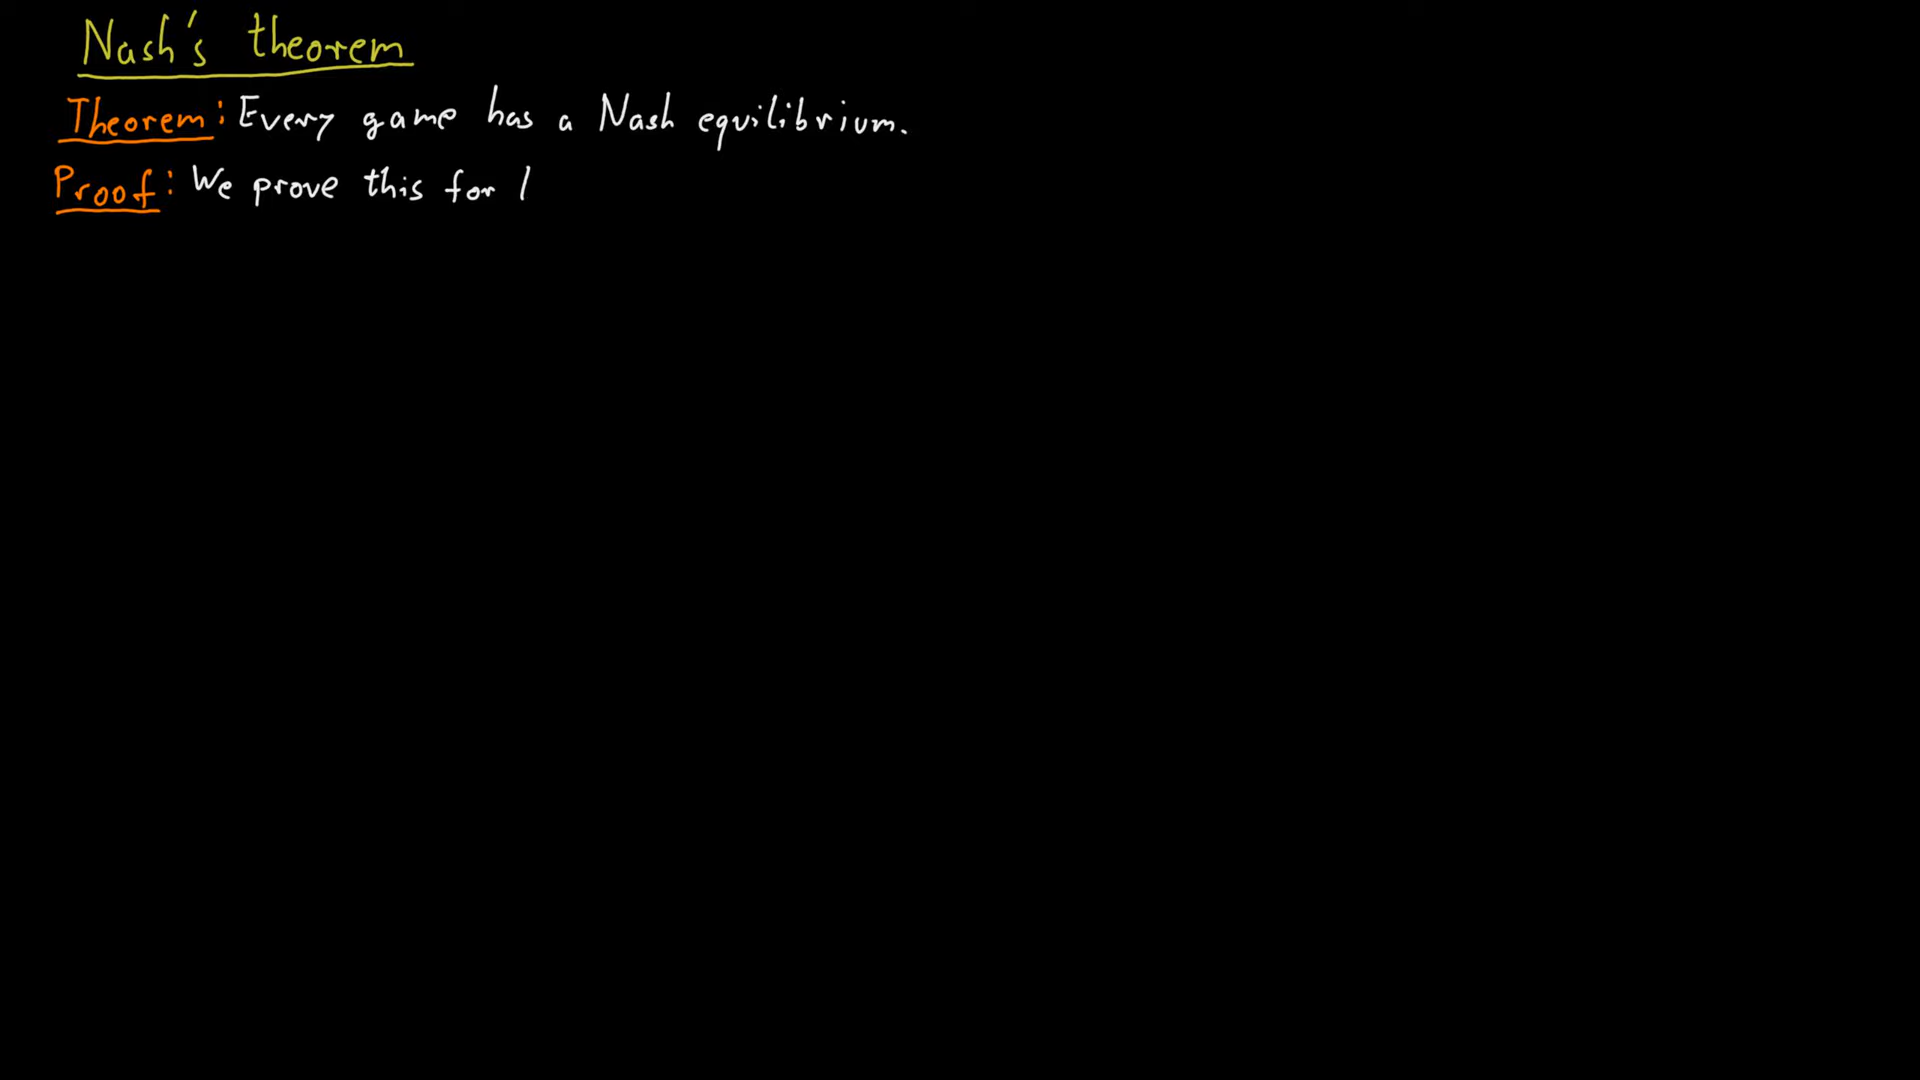 Nash's theorem
Theorem: Every game has a Nash equilibrium.
Proof: We prove this for